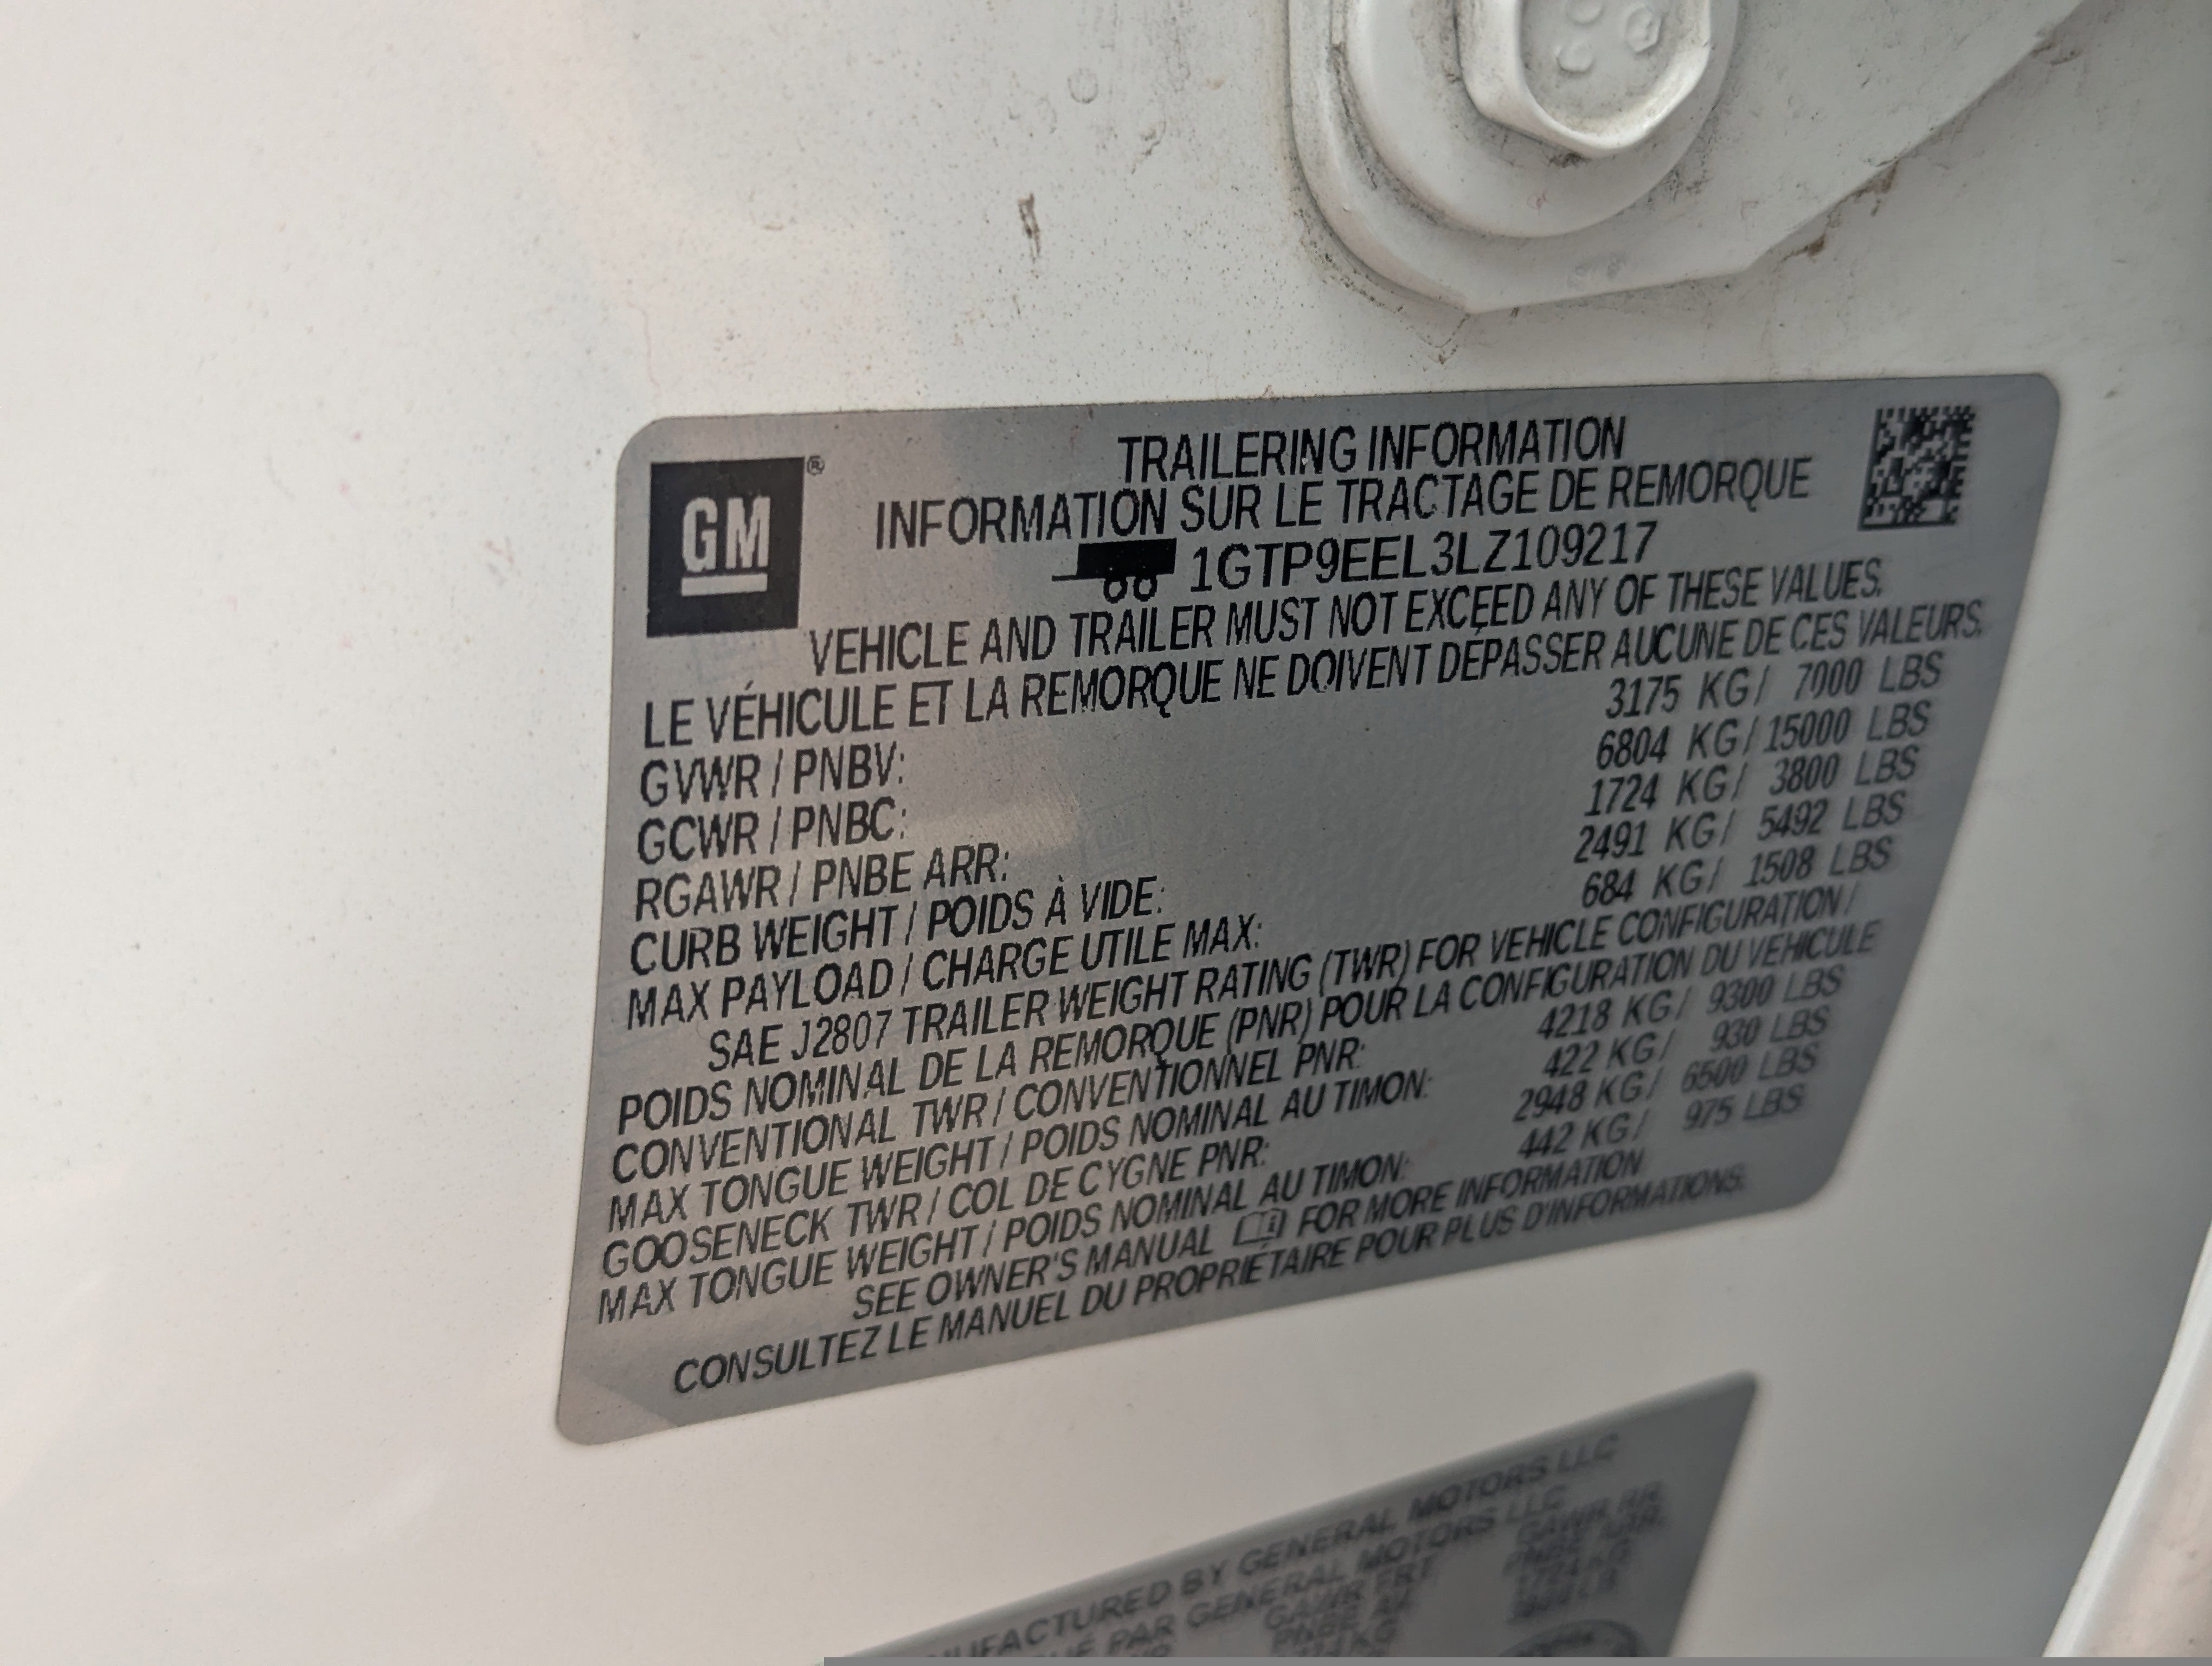 GM®
TRAILERING INFORMATION
INFORMATION SUR LE TRACTAGE DE REMORQUE
1GTP9EEL3LZ109217
VEHICLE AND TRAILER MUST NOT EXCEED ANY OF THESE VALUES.
LE VÉHICULE ET LA REMORQUE NE DOIVENT DÉPASSER AUCUNE DE CES VALEURS.
GVWR / PNBV: 3175 KG/ 7000 LBS
GCWR / PNBC: 6804 KG/15000 LBS
RGAWR / PNBE ARR: 1724 KG/ 3800 LBS
CURB WEIGHT / POIDS À VIDE: 2491 KG/ 5492 LBS
MAX PAYLOAD / CHARGE UTILE MAX: 684 KG/ 1508 LBS
SAE J2807 TRAILER WEIGHT RATING (TWR) FOR VEHICLE CONFIGURATION /
POIDS NOMINAL DE LA REMORQUE (PNR) POUR LA CONFIGURATION DU VEHICULE
CONVENTIONAL TWR / CONVENTIONNEL PNR: 4218 KG/ 9300 LBS
MAX TONGUE WEIGHT / POIDS NOMINAL AU TIMON: 422 KG/ 930 LBS
GOOSENECK TWR / COL DE CYGNE PNR: 2948 KG/ 6500 LBS
MAX TONGUE WEIGHT / POIDS NOMINAL AU TIMON: 442 KG/ 975 LBS
SEE OWNER'S MANUAL FOR MORE INFORMATION
CONSULTEZ LE MANUEL DU PROPRIÉTAIRE POUR PLUS D'INFORMATIONS.
BY GENERAL MOTORS LLC
PAR GENERAL MOTORS LLC
GAWR FRT GAWR RR
PNBE ARR